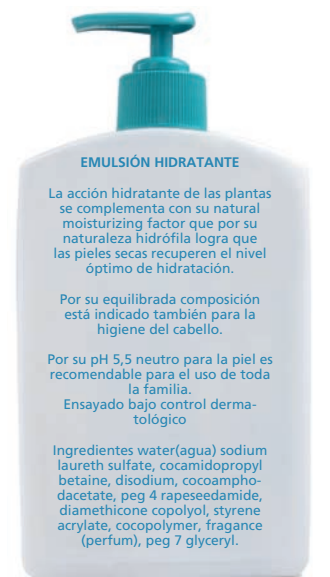 EMULSIÓN HIDRATANTE
La acción hidratante de las plantas
se complementa con su natural
moisturizing factor que por su
naturaleza hidrófila logra que
las pieles secas recuperen el nivel
óptimo de hidratación.
Por su equilibrada composición
está indicado también para la
higiene del cabello.
Por su pH 5,5 neutro para la piel es
recomendable para el uso de toda
la familia.
Ensayado bajo control derma-
tológico
Ingredientes water(agua) sodium
laureth sulfate, cocamidopropyl
betaine, disodium, cocoampho-
dacetate, peg 4 rapeseedamide,
diamethicone copolyol, styrene
acrylate, cocopolymer, fragance
(perfum), peg 7 glyceryl.